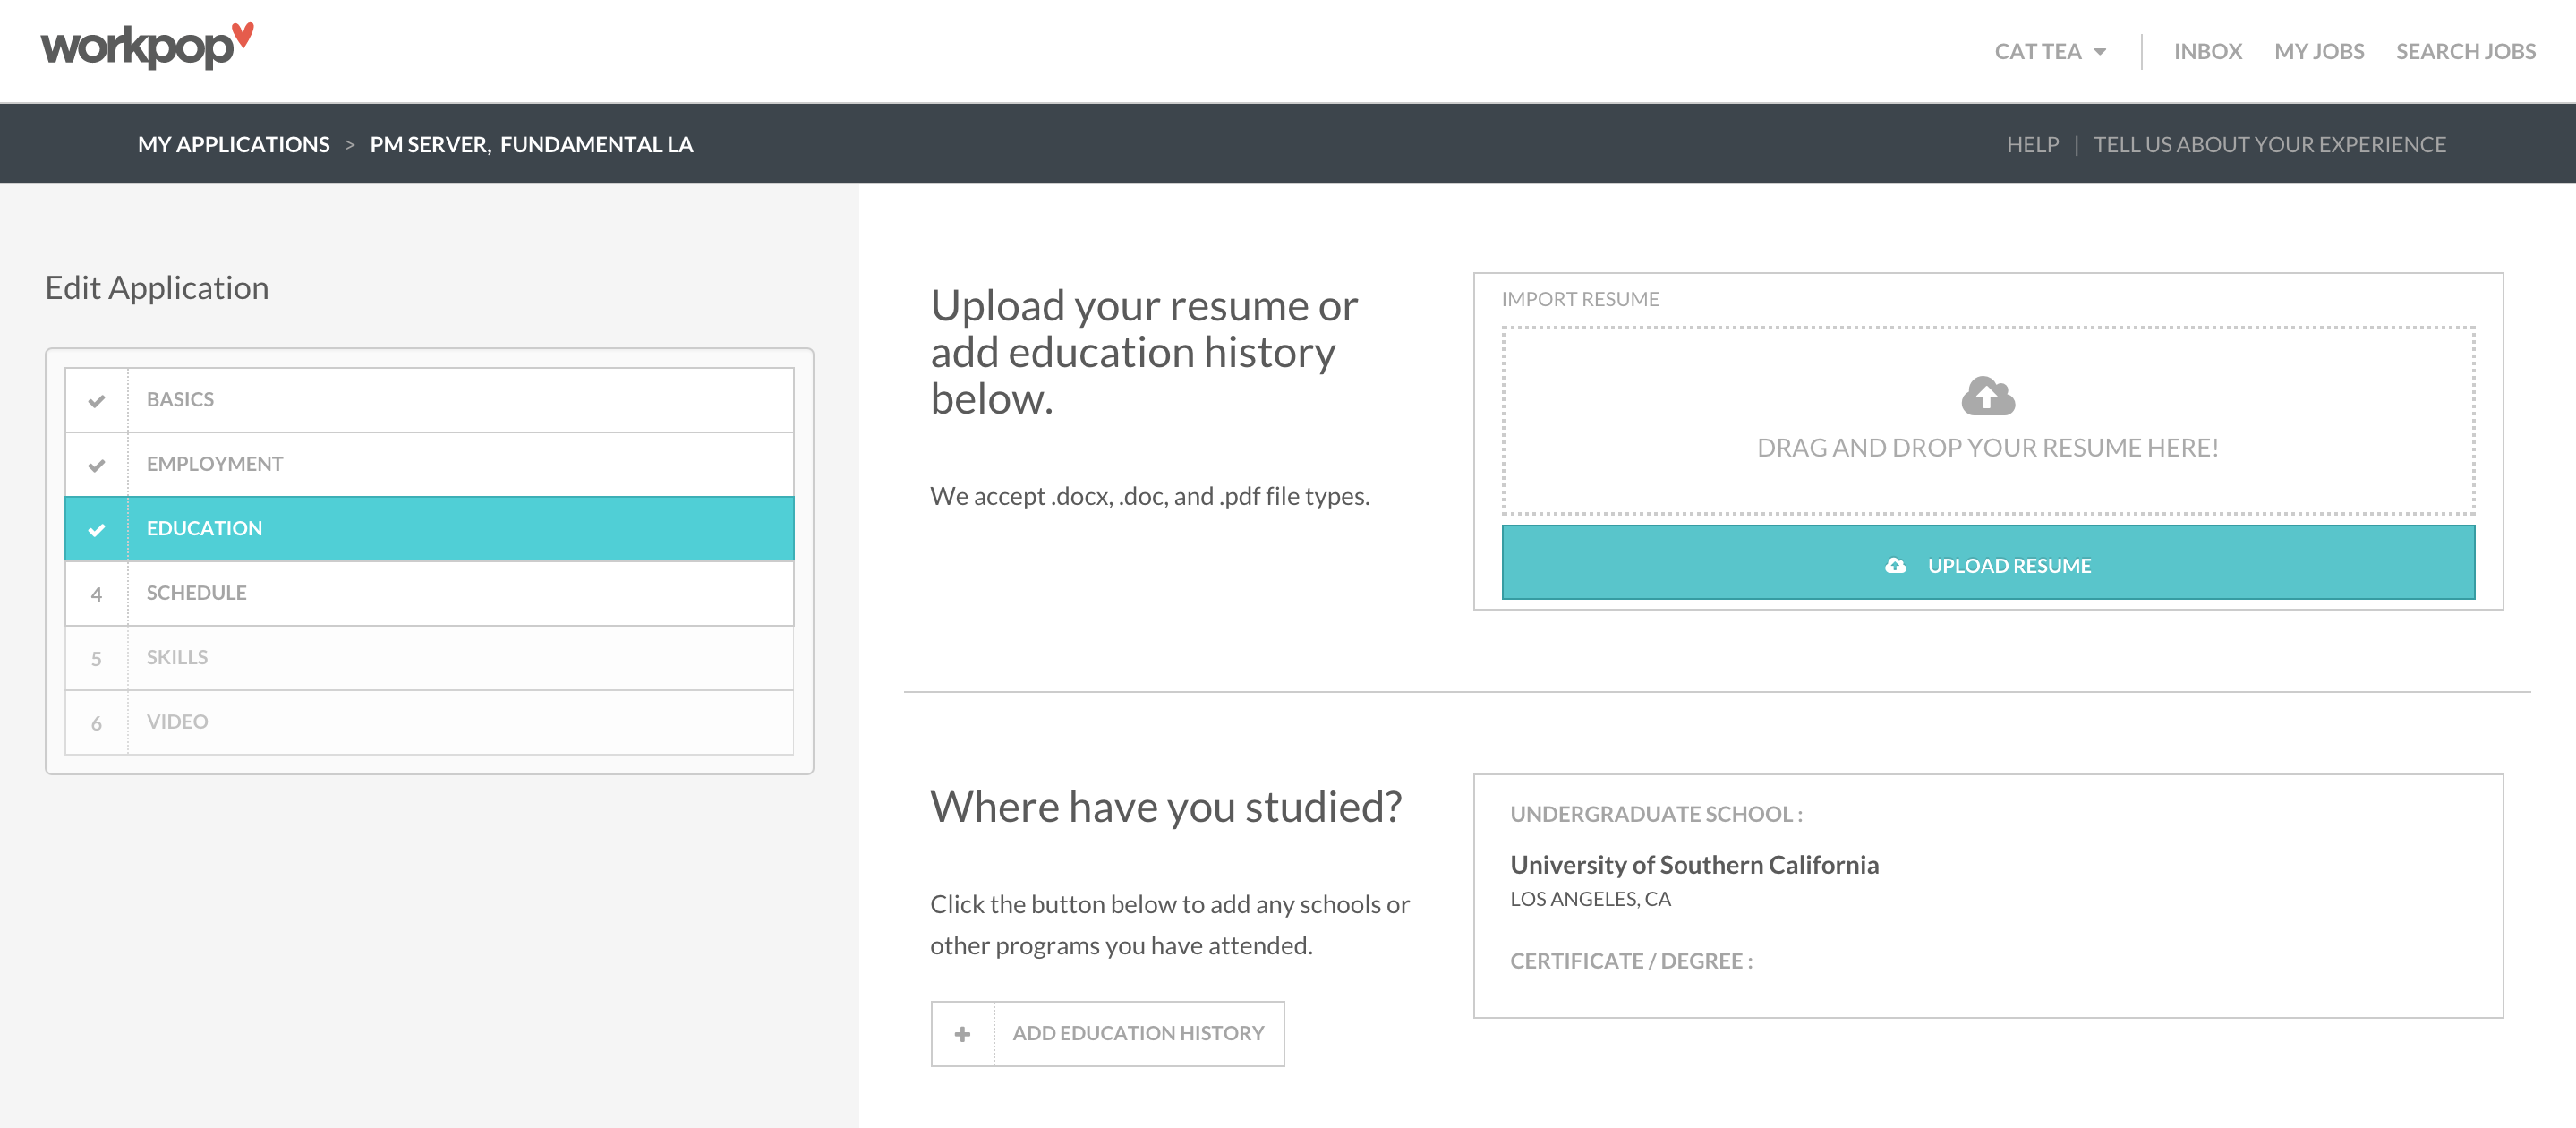 workpop
CAT TEA
INBOX
MY JOBS
SEARCH JOBS
MY APPLICATIONS > PM SERVER, FUNDAMENTAL LA
HELP | TELL US ABOUT YOUR EXPERIENCE
Edit Application
BASICS
EMPLOYMENT
EDUCATION
4 SCHEDULE
5 SKILLS
6 VIDEO
Upload your resume or
add education history
below.
We accept .docx, .doc, and .pdf file types.
IMPORT RESUME
DRAG AND DROP YOUR RESUME HERE!
UPLOAD RESUME
Where have you studied?
Click the button below to add any schools or
other programs you have attended.
+ ADD EDUCATION HISTORY
UNDERGRADUATE SCHOOL :
University of Southern California
LOS ANGELES, CA
CERTIFICATE / DEGREE :